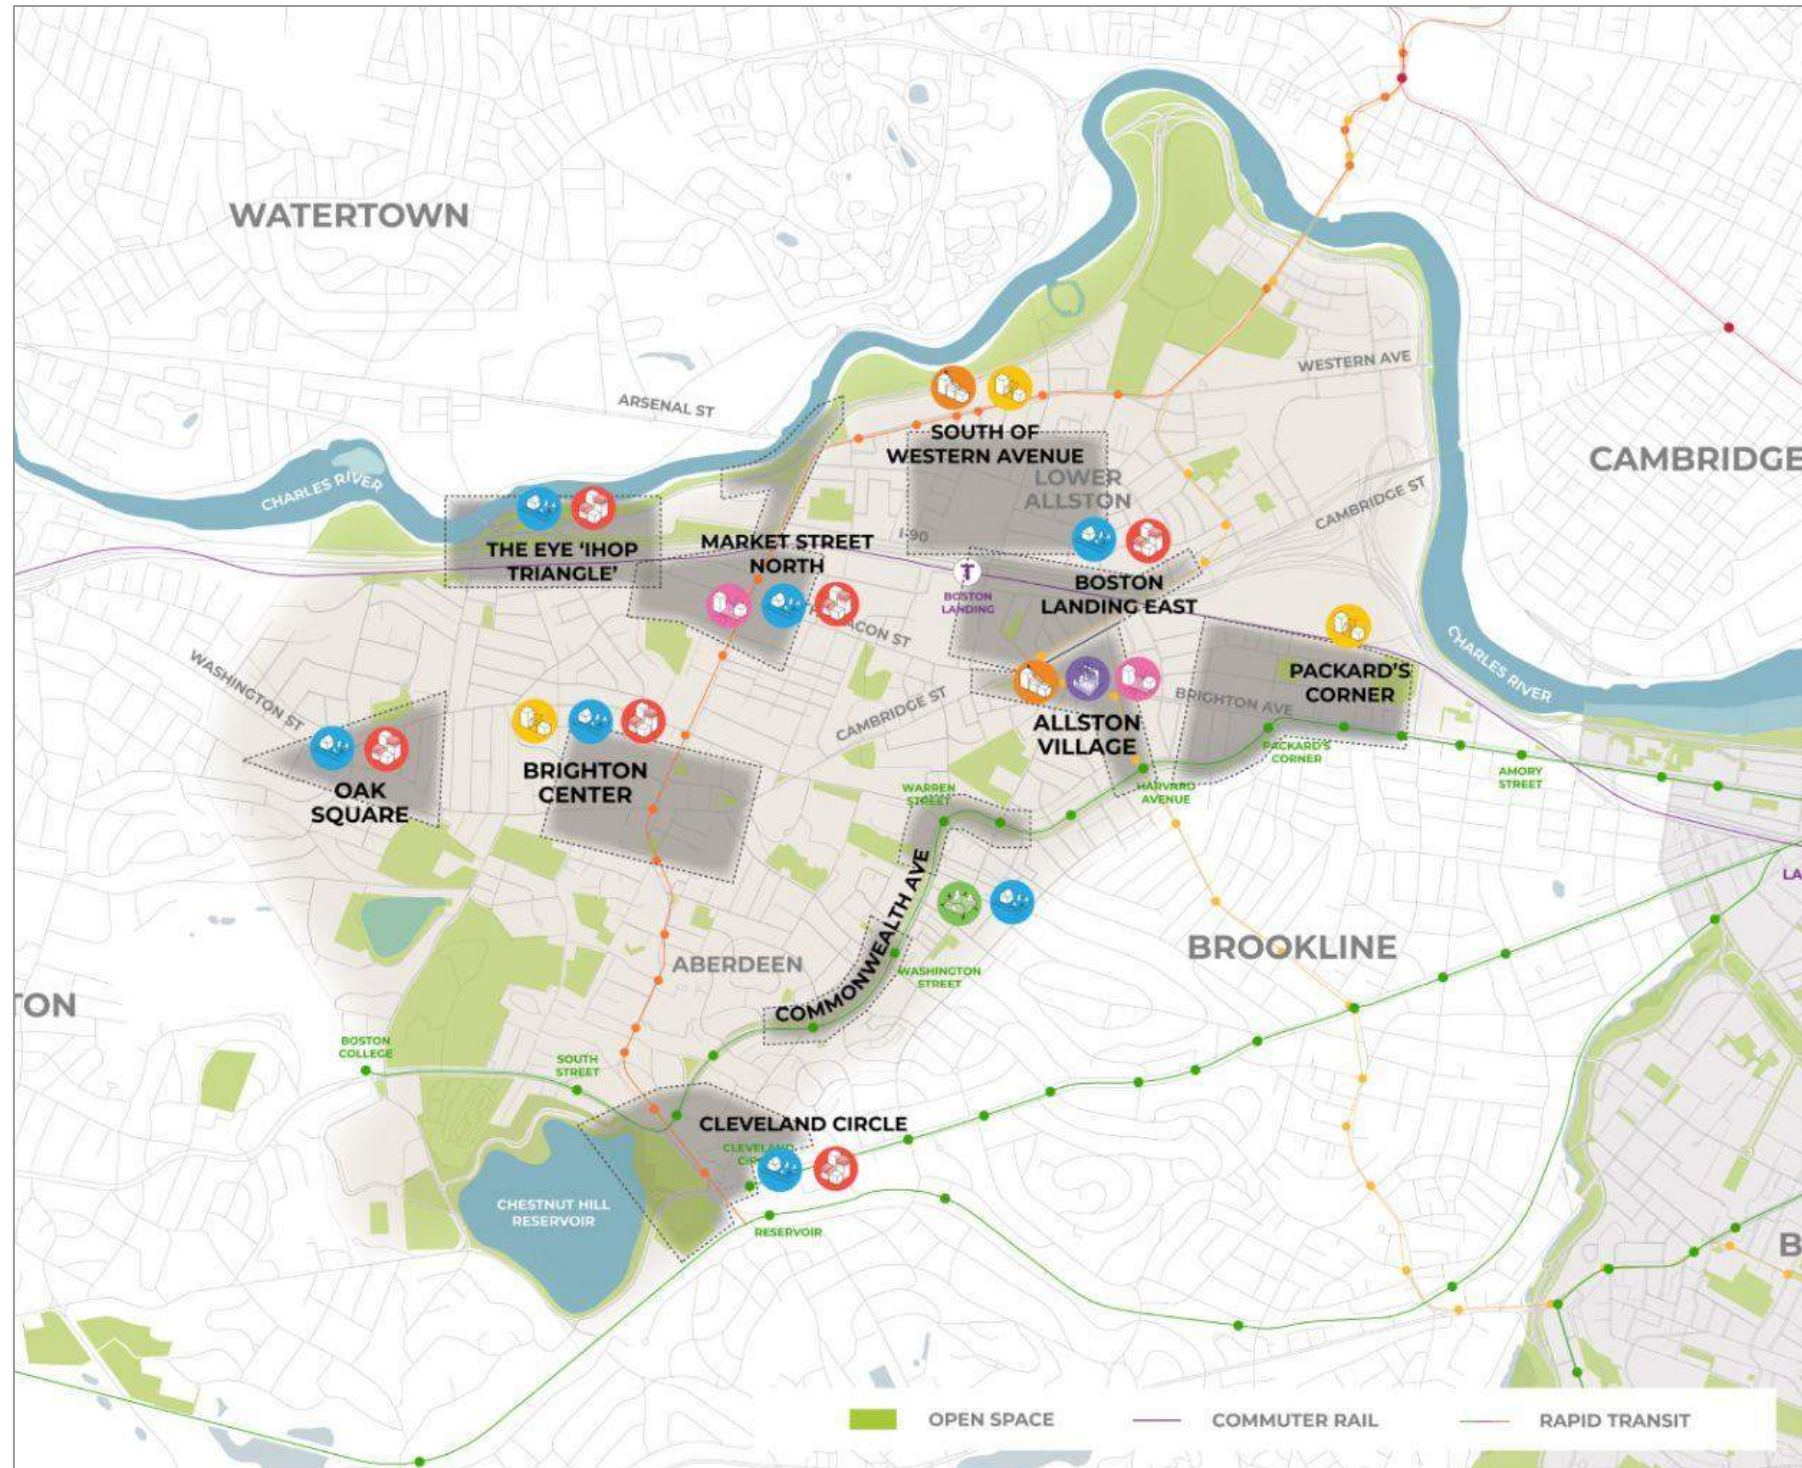 WATERTOWN
WESTERN AVE
ARSENAL ST
SOUTH OF
WESTERN AVENUE
CAMBRIDGE
LOWER
ALLSTON
CHARLES RIVER
CAMBRIDGE ST
I-90
THE EYE ‘IHOP
TRIANGLE’
MARKET STREET
NORTH
T
BOSTON
LANDING
BOSTON
LANDING EAST
ACON ST
CHARLES RIVER
WASHINGTON ST
PACKARD'S
CORNER
BRIGHTON AVE
CAMBRIDGE ST
ALLSTON
VILLAGE
PACKARD'S
CORNER
BRIGHTON
CENTER
OAK
SQUARE
AMORY
STREET
HARVARD
AVENUE
WARREN
STREET
LA
COMMONWEALTH AVE
BROOKLINE
ABERDEEN
WASHINGTON
STREET
TON
BOSTON
COLLEGE
SOUTH
STREET
CLEVELAND CIRCLE
CLEVELAND
CHESTNUT HILL
RESERVOIR
RESERVOIR
B
OPEN SPACE
COMMUTER RAIL
RAPID TRANSIT